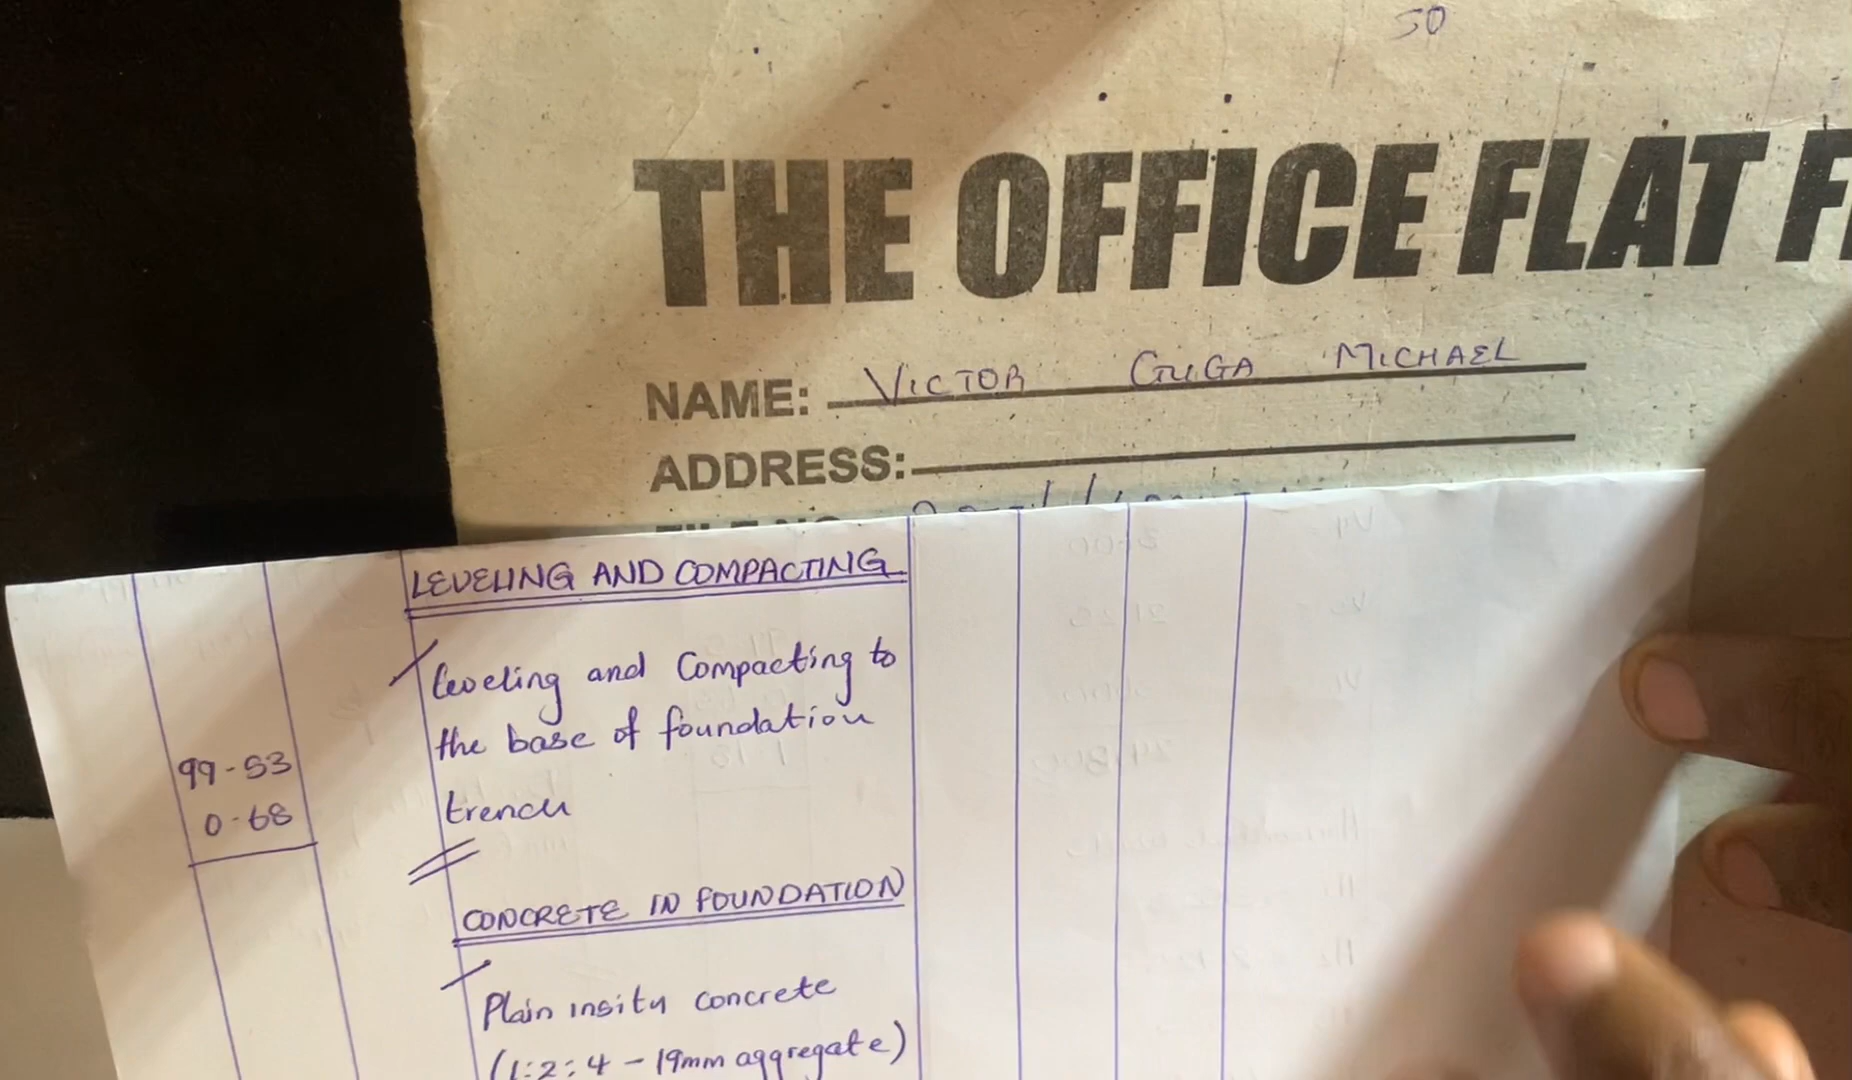 50
THE OFFICE FLAT
NAME: VICTOR GUGA MICHAEL
ADDRESS:
LEVELING AND COMPACTING
leveling and Compacting to
the base of foundation
trench
99-53
0-68
CONCRETE IN FOUNDATION
Plain insitu concrete
(1:2:4 - 19mm aggregate)